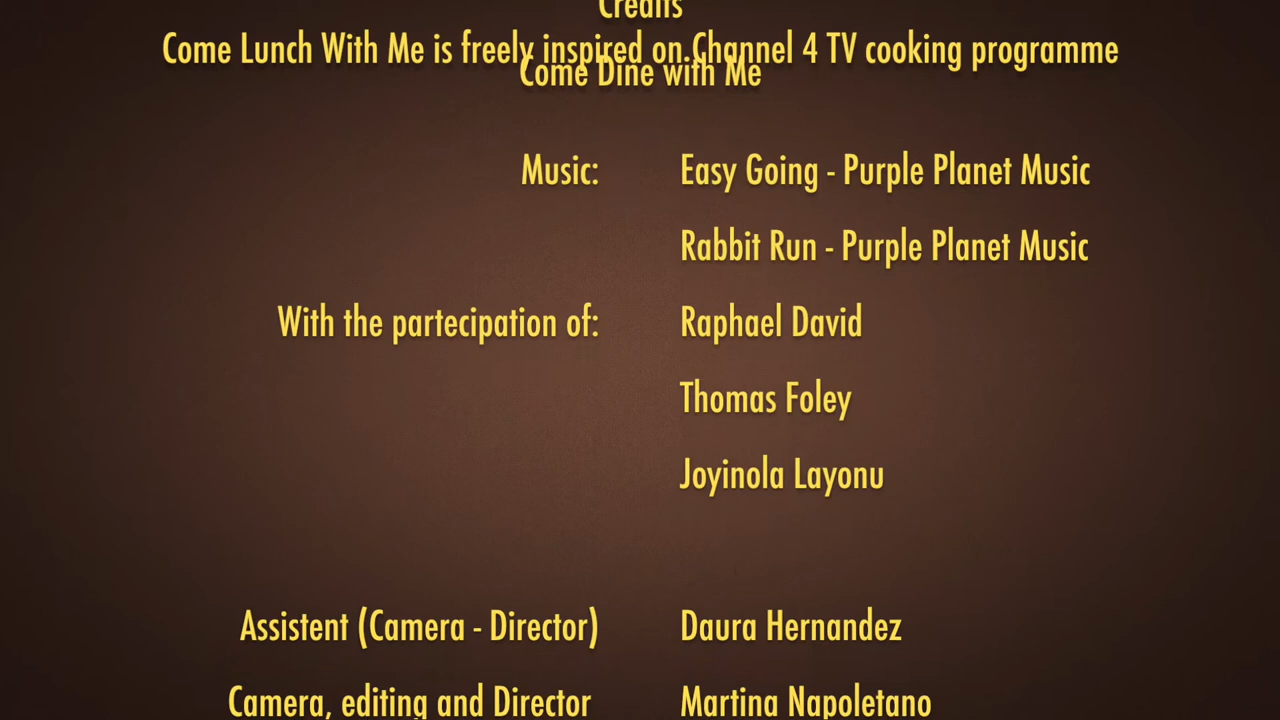 Credits
Come Lunch With Me is freely inspired on Channel 4 TV cooking programme
Come Dine with Me
Music: Easy Going - Purple Planet Music
Rabbit Run - Purple Planet Music
With the partecipation of: Raphael David
Thomas Foley
Joyinola Layonu
Assistent (Camera - Director) Daura Hernandez
Camera, editing and Director Martina Napoletano